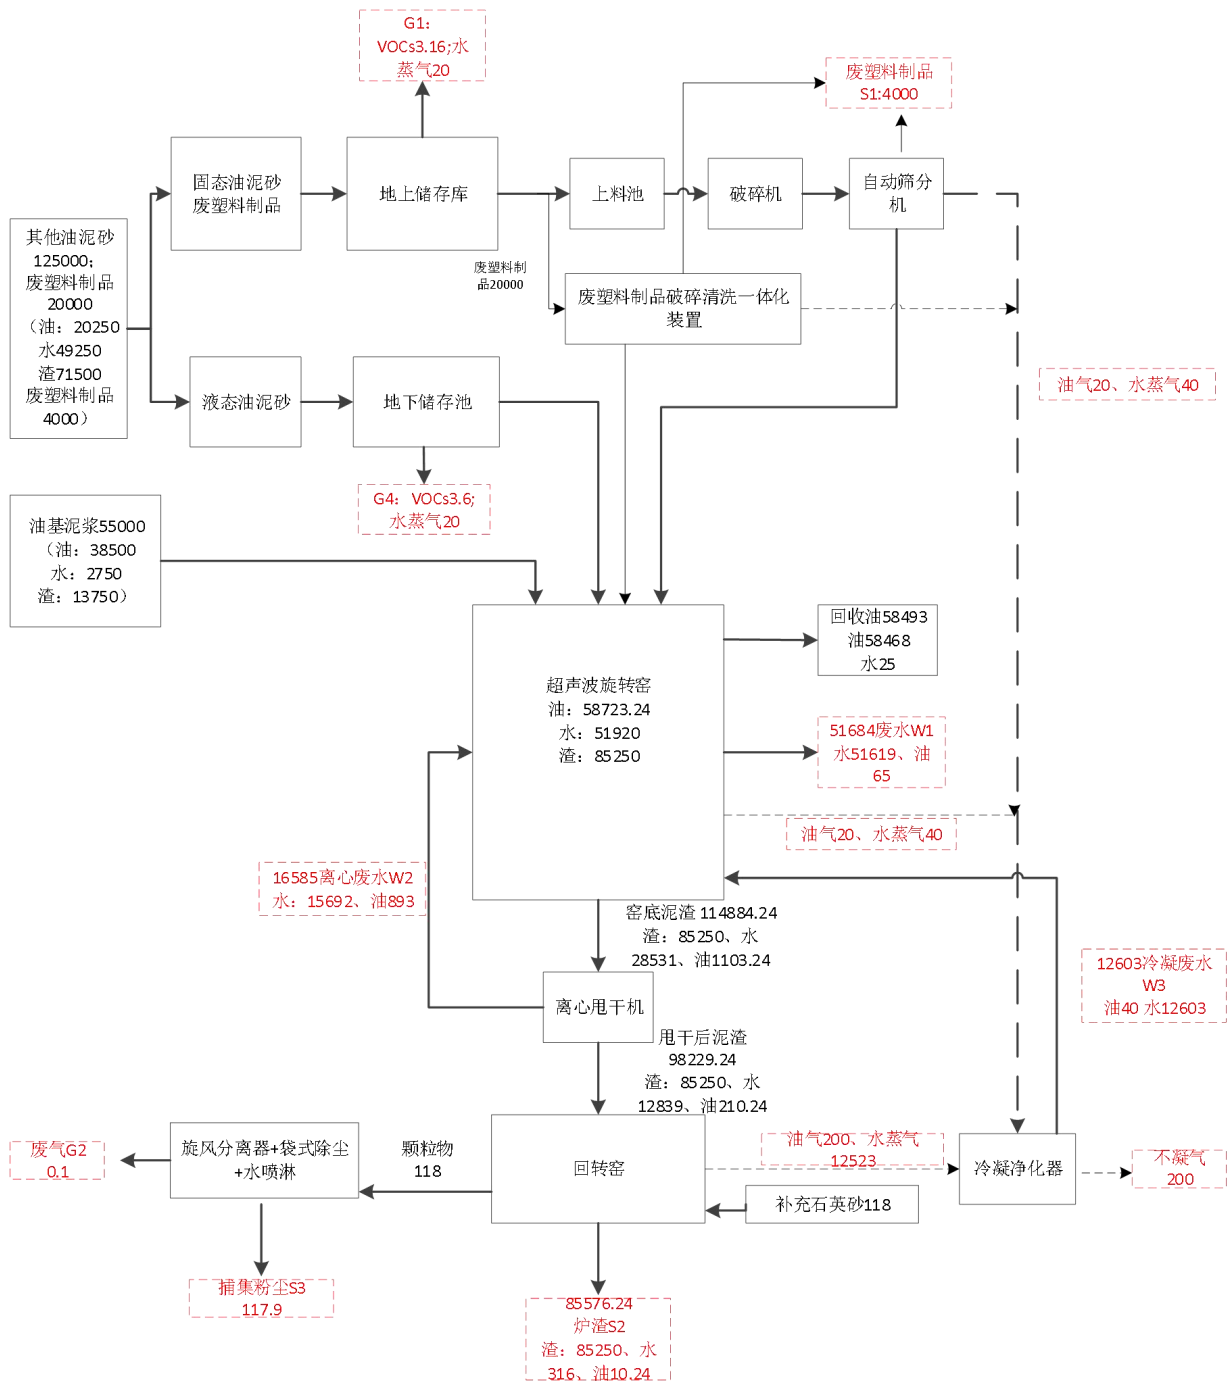 G1：
VOCs3.16;水
蒸气20
废塑料制品
S1:4000
固态油泥砂
废塑料制品
地上储存库
上料池
破碎机
自动筛分
机
其他油泥砂
125000；
废塑料制品
20000
（油：20250
水49250
渣71500
废塑料制品
4000）
废塑料制
品20000
废塑料制品破碎清洗一体化
装置
油气20、水蒸气40
液态油泥砂
地下储存池
G4：VOCs3.6;
水蒸气20
油基泥浆55000
（油：38500
水：2750
渣：13750）
回收油58493
油58468
水25
超声波旋转窑
油：58723.24
水：51920
渣：85250
51684废水W1
水51619、油
65
油气20、水蒸气40
16585离心废水W2
水：15692、油893
窑底泥渣 114884.24
渣：85250、水
28531、油1103.24
12603冷凝废水
W3
油40 水12603
离心甩干机
甩干后泥渣
98229.24
渣：85250、水
12839、油210.24
废气G2
0.1
旋风分离器+袋式除尘
+水喷淋
颗粒物
118
回转窑
油气200、水蒸气
12523
冷凝净化器
不凝气
200
补充石英砂118
捕集粉尘S3
117.9
85576.24
炉渣S2
渣：85250、水
316、油10.24